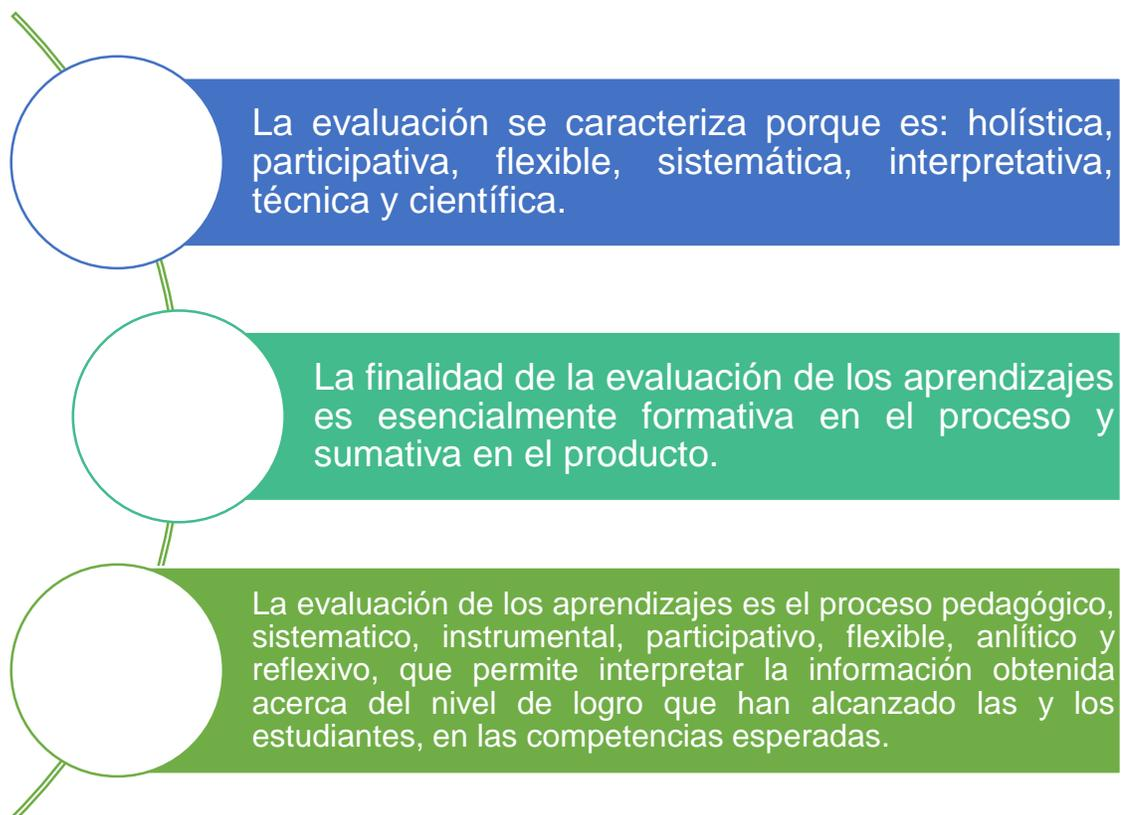 La evaluación se caracteriza porque es: holística,
participativa, flexible, sistemática, interpretativa,
técnica y científica.
La finalidad de la evaluación de los aprendizajes
es esencialmente formativa en el proceso y
sumativa en el producto.
La evaluación de los aprendizajes es el proceso pedagógico,
sistematico, instrumental, participativo, flexible, anlítico y
reflexivo, que permite interpretar la información obtenida
acerca del nivel de logro que han alcanzado las y los
estudiantes, en las competencias esperadas.